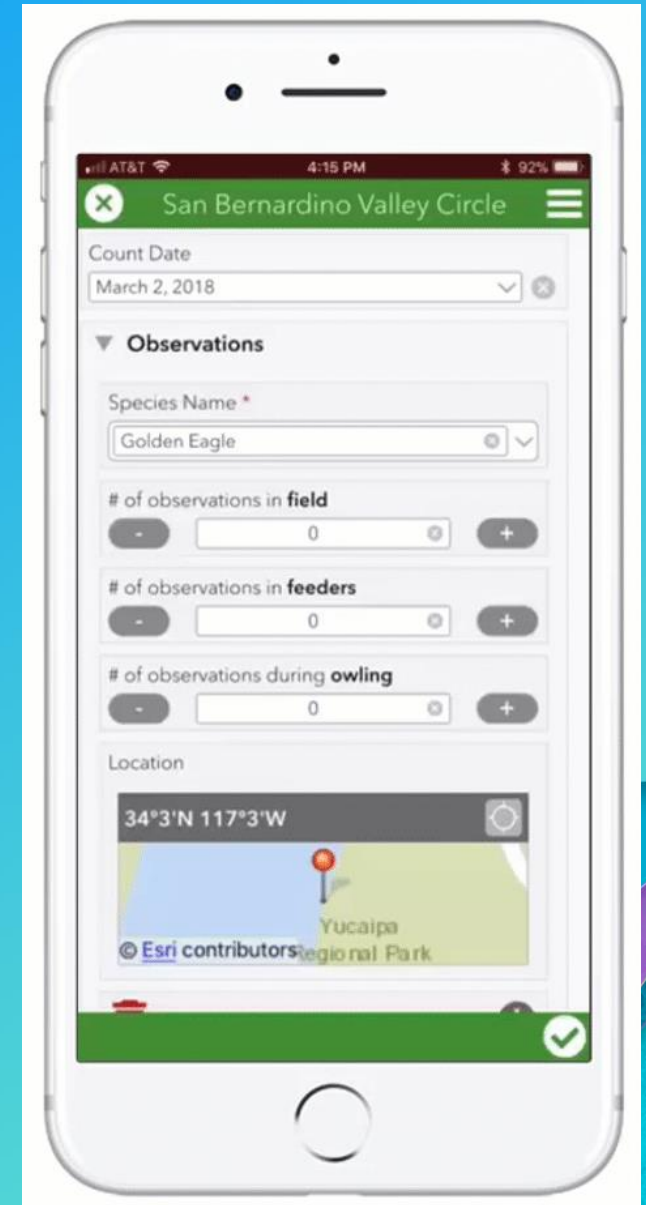 AT&T 4:15 PM 92%
San Bernardino Valley Circle
Count Date
March 2, 2018
Observations
Species Name *
Golden Eagle
# of observations in field
- 0 +
# of observations in feeders
- 0 +
# of observations during owling
- 0 +
Location
34°3'N 117°3'W
Yucaipa
© Esri contributors Regional Park